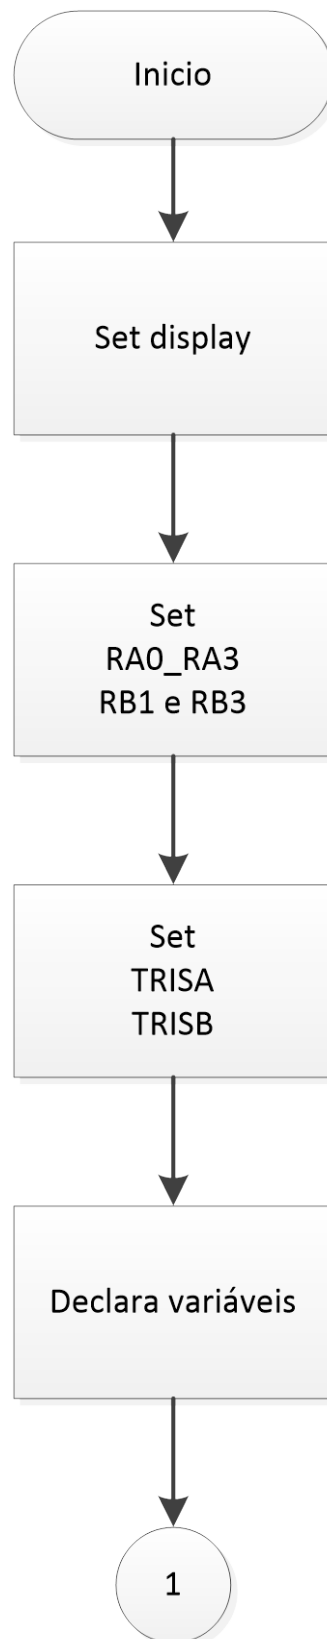 Inicio
Set display
Set
RA0_RA3
RB1 e RB3
Set
TRISA
TRISB
Declara variáveis
1